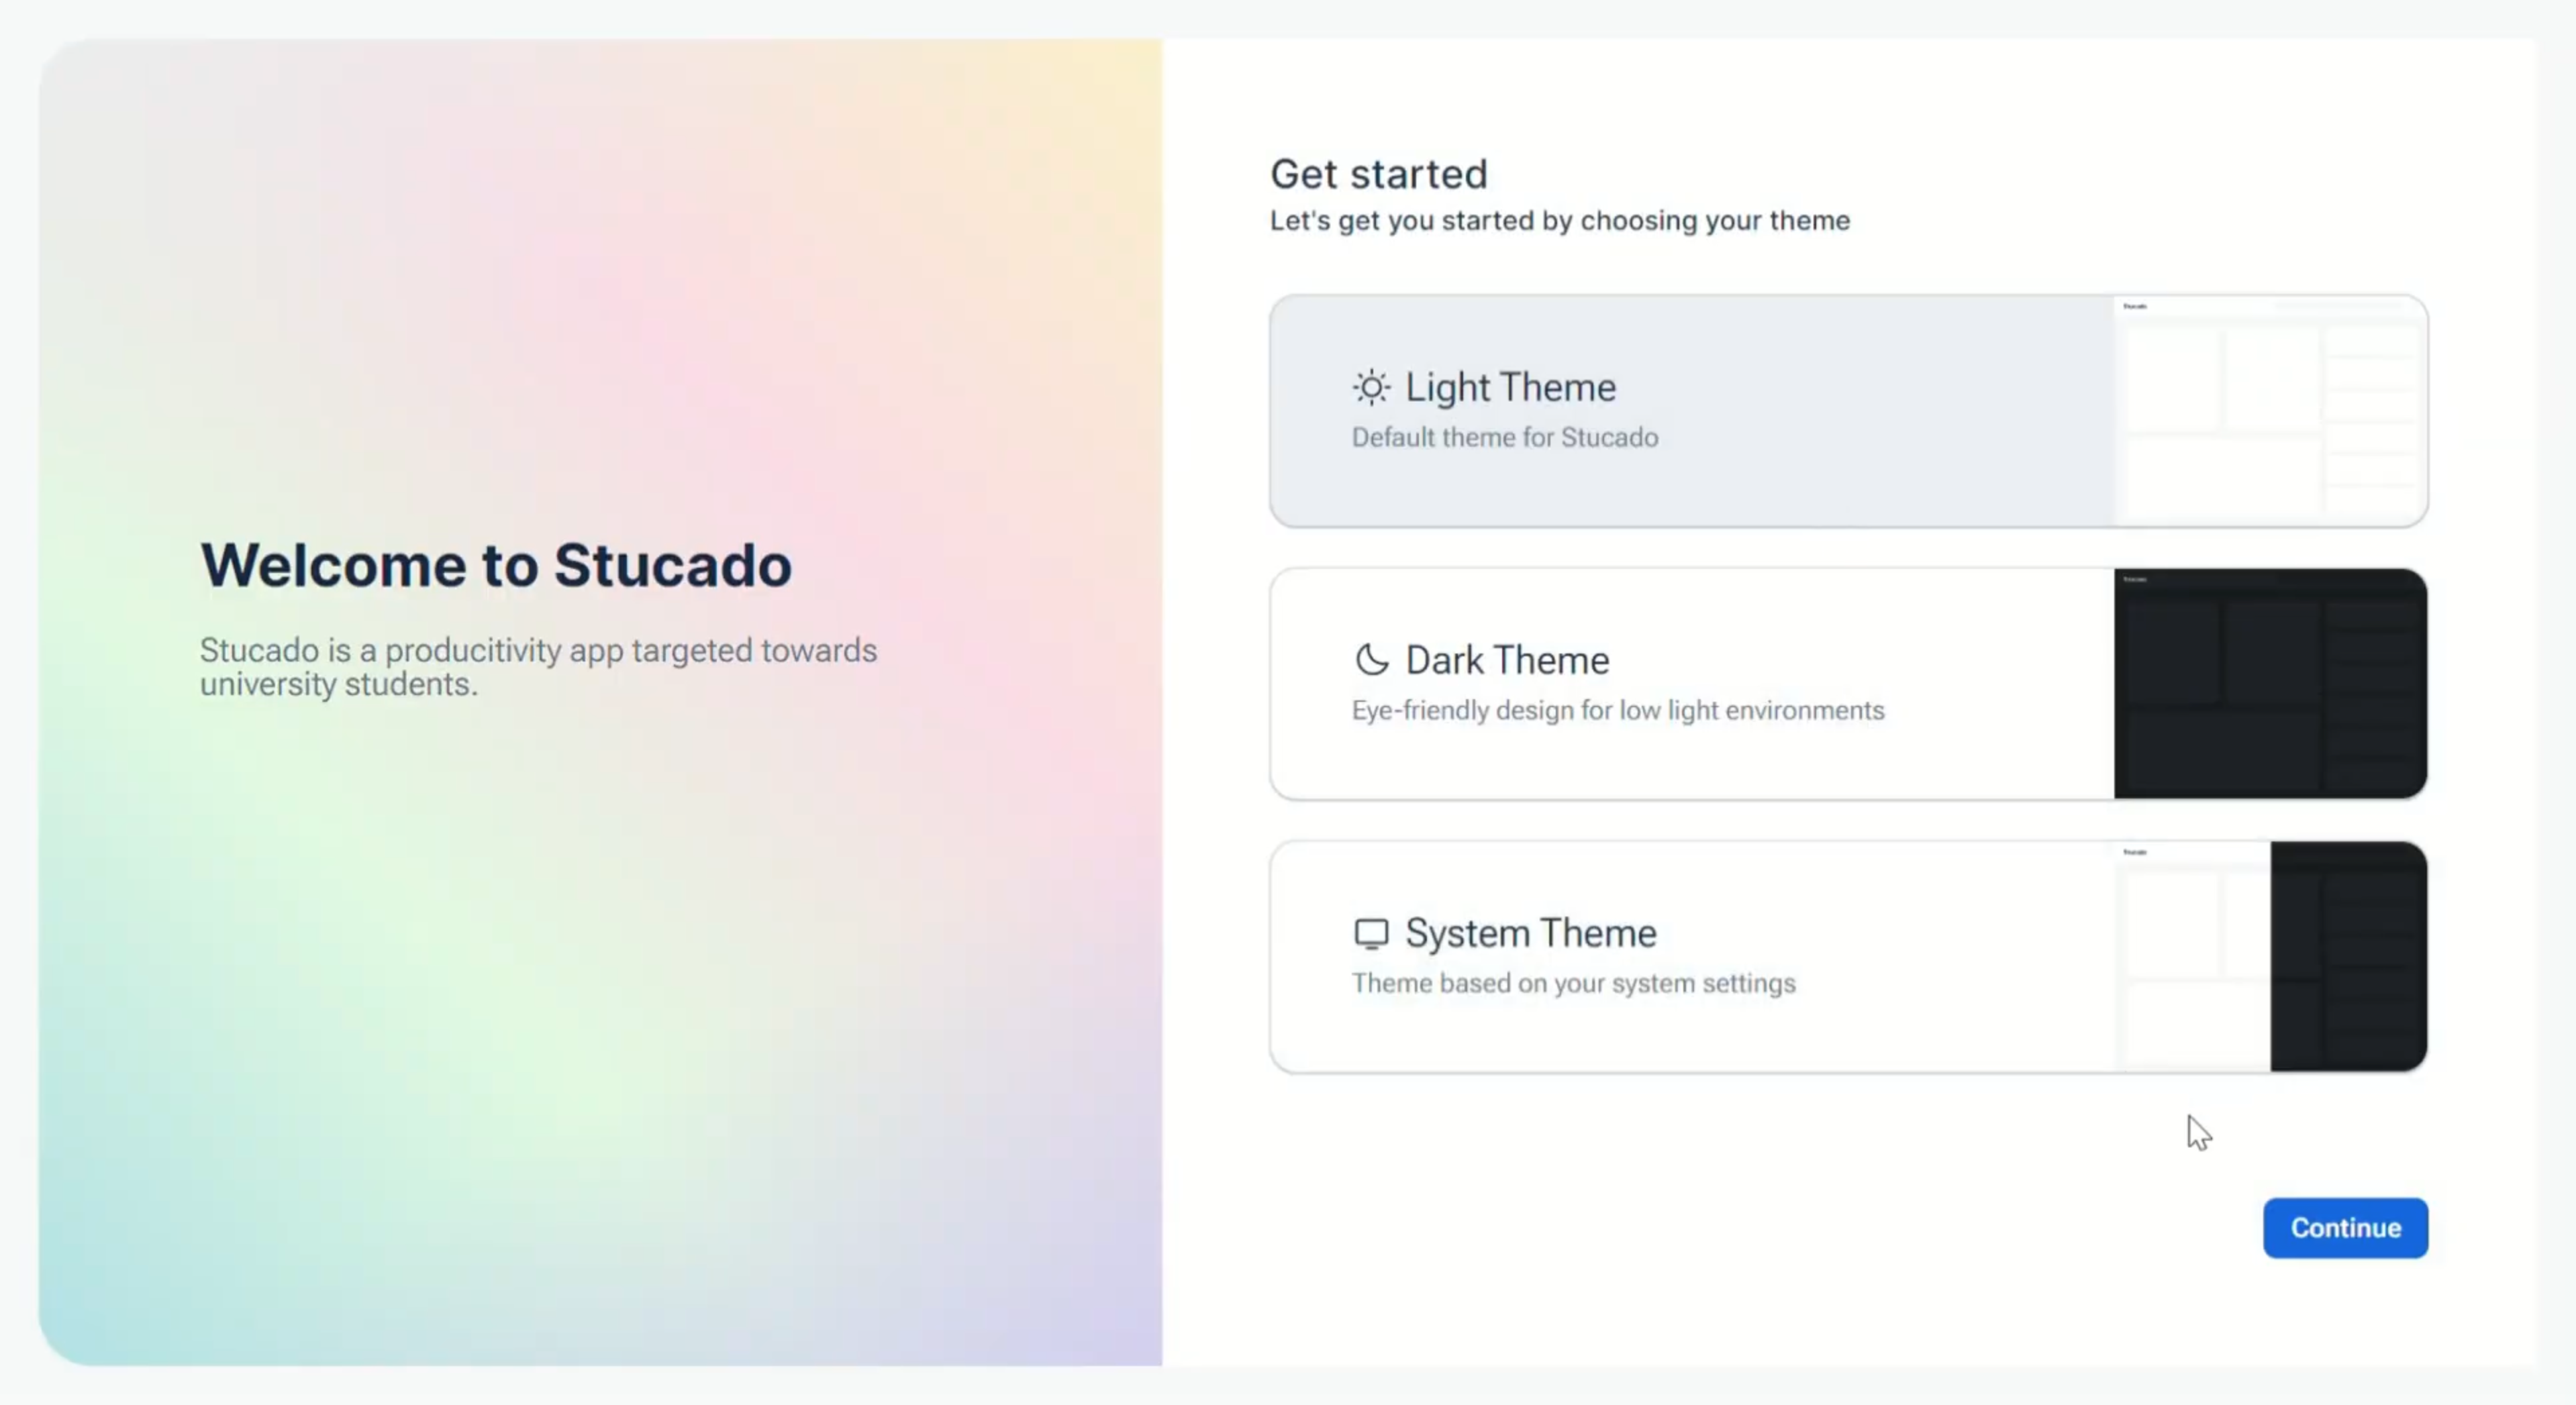 Welcome to Stucado
Stucado is a producitivity app targeted towards
university students.
Get started
Let's get you started by choosing your theme
Light Theme
Default theme for Stucado
Dark Theme
Eye-friendly design for low light environments
System Theme
Theme based on your system settings
Continue